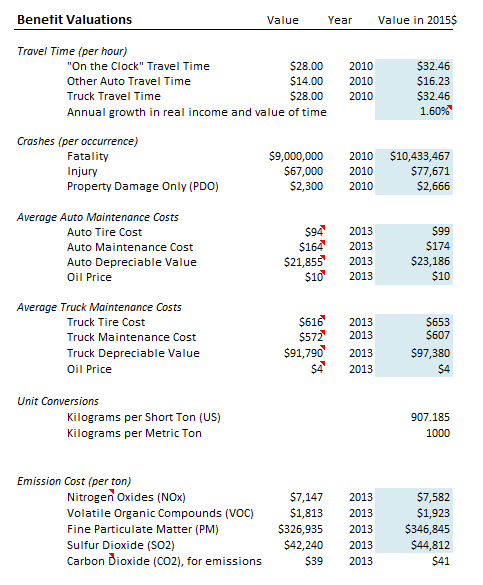 Benefit Valuations Value Year Value in 2015$
Travel Time (per hour)
"On the Clock" Travel Time $28.00 2010 $32.46
Other Auto Travel Time $14.00 2010 $16.23
Truck Travel Time $28.00 2010 $32.46
Annual growth in real income and value of time 1.60%
Crashes (per occurrence)
Fatality $9,000,000 2010 $10,433,467
Injury $67,000 2010 $77,671
Property Damage Only (PDO) $2,300 2010 $2,666
Average Auto Maintenance Costs
Auto Tire Cost $94 2013 $99
Auto Maintenance Cost $164 2013 $174
Auto Depreciable Value $21,855 2013 $23,186
Oil Price $10 2013 $10
Average Truck Maintenance Costs
Truck Tire Cost $616 2013 $653
Truck Maintenance Cost $572 2013 $607
Truck Depreciable Value $91,790 2013 $97,380
Oil Price $4 2013 $4
Unit Conversions
Kilograms per Short Ton (US) 907.185
Kilograms per Metric Ton 1000
Emission Cost (per ton)
Nitrogen Oxides (NOx) $7,147 2013 $7,582
Volatile Organic Compounds (VOC) $1,813 2013 $1,923
Fine Particulate Matter (PM) $326,935 2013 $346,845
Sulfur Dioxide (SO2) $42,240 2013 $44,812
Carbon Dioxide (CO2), for emissions $39 2013 $41